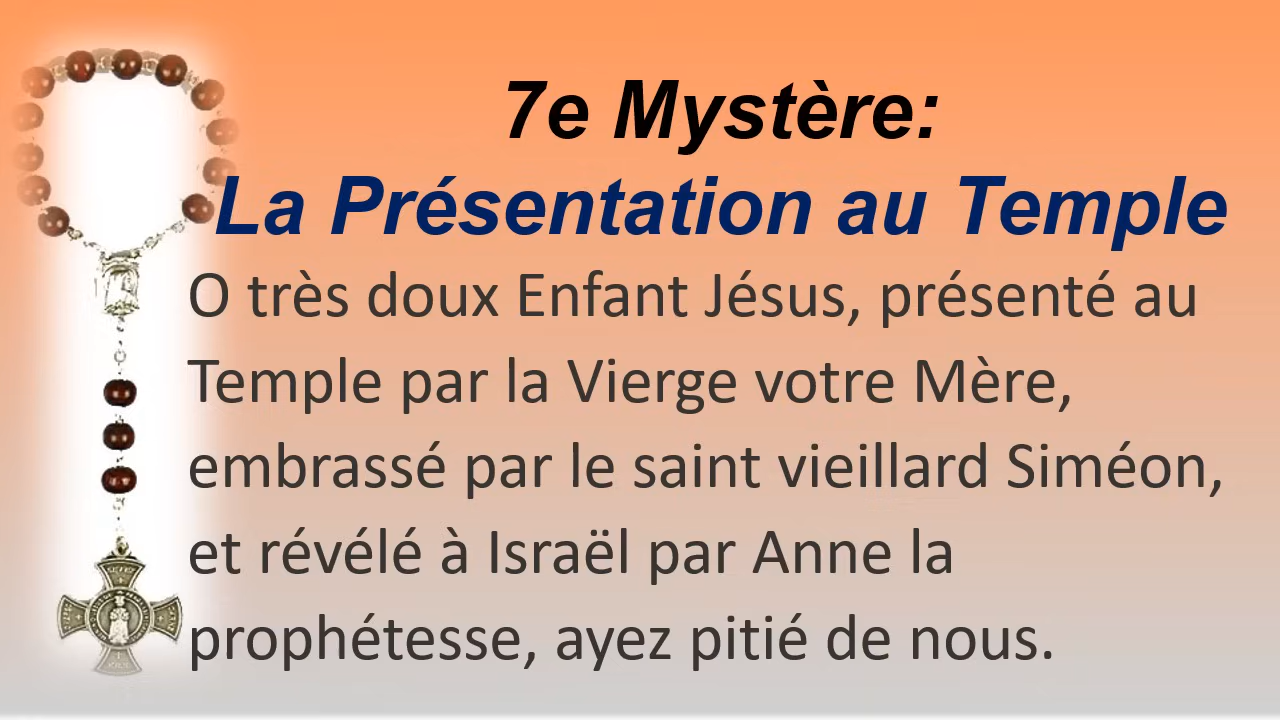 7e Mystère:
La Présentation au Temple
O très doux Enfant Jésus, présenté au
Temple par la Vierge votre Mère,
embrassé par le saint vieillard Siméon,
et révélé à Israël par Anne la
prophétesse, ayez pitié de nous.